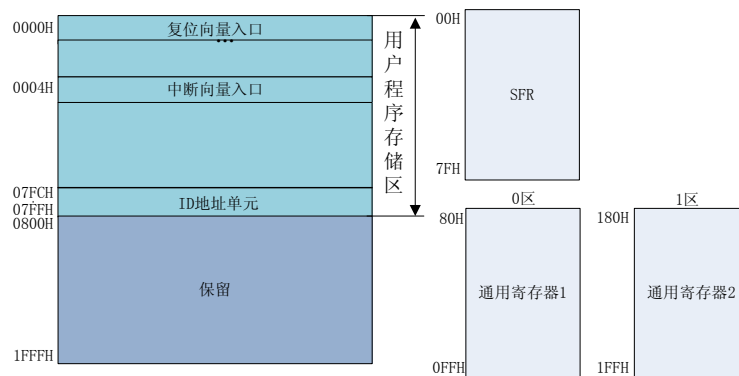 0000H
复位向量入口
...
0004H
中断向量入口
用户程序存储区
07FCH
07FFH
ID地址单元
0800H
保留
1FFFH
00H
SFR
7FH
0区
1区
80H
180H
通用寄存器1
通用寄存器2
0FFH
1FFH